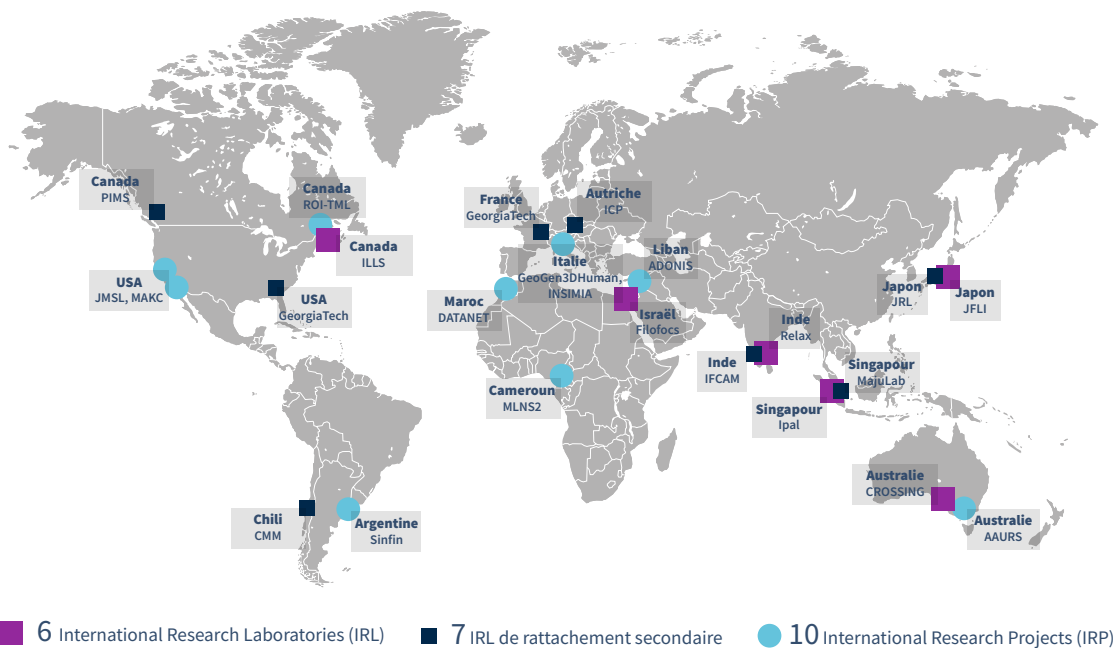 Canada
PIMS
Canada
ROI-TML
Canada
ILLS
USA
JMSL, MAKC
USA
GeorgiaTech
France
GeorgiaTech
Autriche
ICP
Italie
GeoGen3DHuman,
INSIMIA
Liban
ADONIS
Maroc
DATANET
Israël
Filofocs
Japon
JRL
Japon
JFLI
Inde
Relax
Inde
IFCAM
Singapour
MajuLab
Singapour
Ipal
Cameroun
MLNS2
Australie
CROSSING
Australie
AAURS
Chili
CMM
Argentine
Sinfin
6 International Research Laboratories (IRL)
7 IRL de rattachement secondaire
10 International Research Projects (IRP)